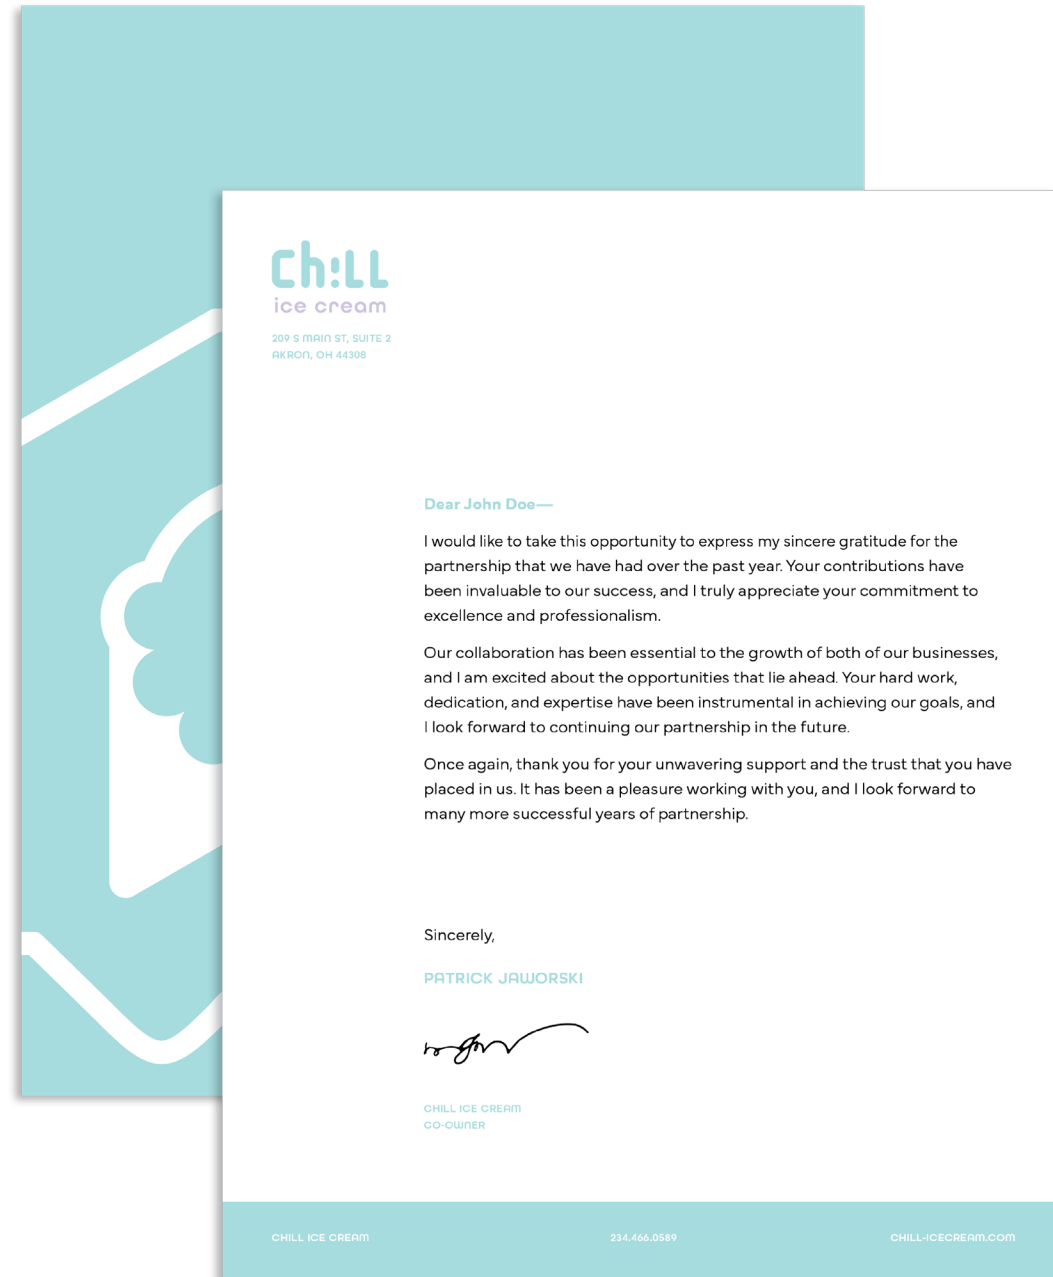 chill
ice cream
209 S MAIN ST, SUITE 2
AKRON, OH 44308
Dear John Doe—
I would like to take this opportunity to express my sincere gratitude for the
partnership that we have had over the past year. Your contributions have
been invaluable to our success, and I truly appreciate your commitment to
excellence and professionalism.
Our collaboration has been essential to the growth of both of our businesses,
and I am excited about the opportunities that lie ahead. Your hard work,
dedication, and expertise have been instrumental in achieving our goals, and
I look forward to continuing our partnership in the future.
Once again, thank you for your unwavering support and the trust that you have
placed in us. It has been a pleasure working with you, and I look forward to
many more successful years of partnership.
Sincerely,
PATRICK JAWORSKI
CHILL ICE CREAM
CO-OWNER
CHILL ICE CREAM
234.466.0589
CHILL-ICECREAM.COM